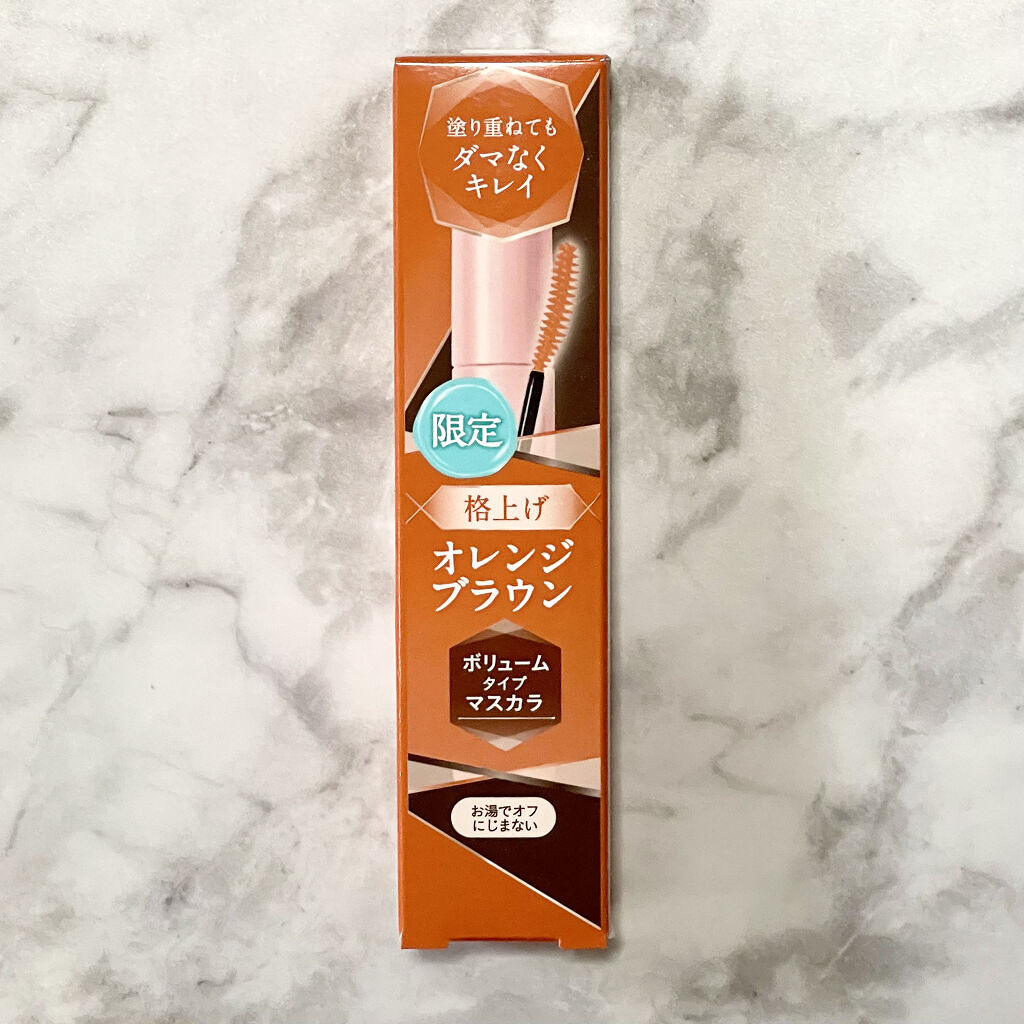 塗り重ねても
ダマなく
キレイ
限定
格上げ
オレンジ
ブラウン
ボリューム
タイプ
マスカラ
お湯でオフ
にじまない